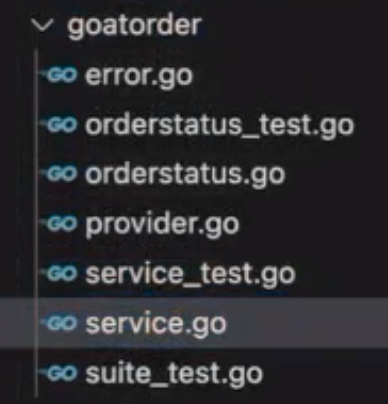 goatorder
GO error.go
GO orderstatus_test.go
GO orderstatus.go
GO provider.go
GO service_test.go
GO service.go
GO suite_test.go